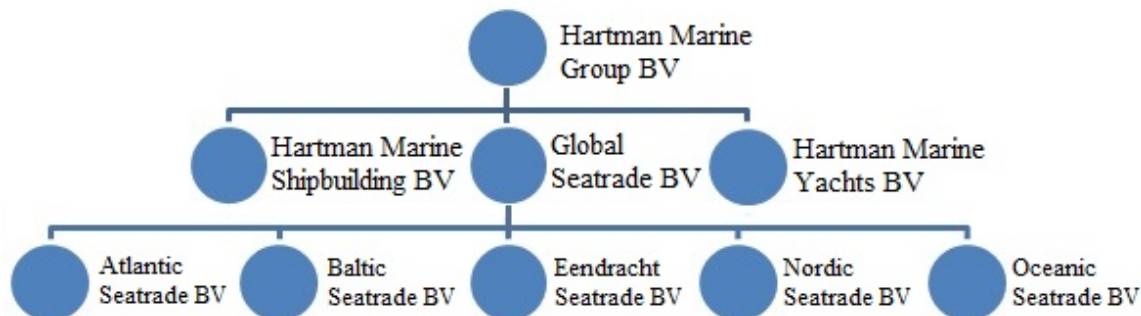 Hartman Marine
Group BV
Hartman Marine
Shipbuilding BV
Global
Seatrade BV
Hartman Marine
Yachts BV
Atlantic
Seatrade BV
Baltic
Seatrade BV
Eendracht
Seatrade BV
Nordic
Seatrade BV
Oceanic
Seatrade BV